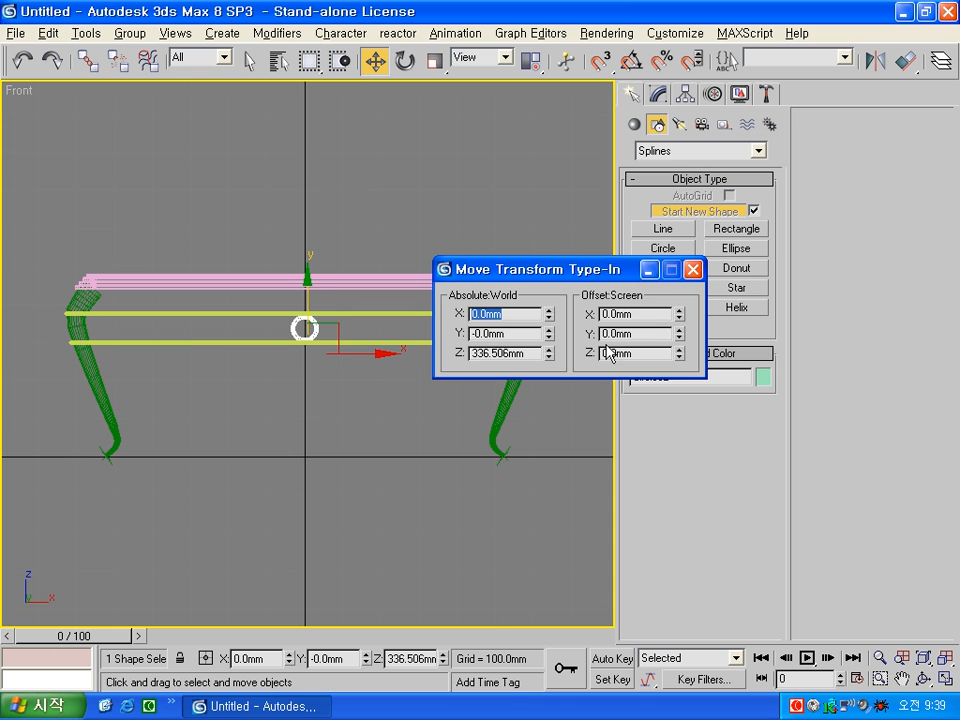 Untitled - Autodesk 3ds Max 8 SP3 - Stand-alone License
File Edit Tools Group Views Create Modifiers Character reactor Animation Graph Editors Rendering Customize MAXScript Help
All View
Front
Splines
- Object Type
AutoGrid
Start New Shape
Line Rectangle
Circle Ellipse
Donut
Star
Helix
Color
Move Transform Type-In
Absolute:World Offset:Screen
X: 0.0mm X: 0.0mm
Y: -0.0mm Y: 0.0mm
Z: 336.506mm Z: 0.0mm
y
x
x
z
y x
0 / 100
1 Shape Sele X: 0.0mm Y: -0.0mm Z: 336.506mm Grid = 100.0mm Auto Key Selected
Click and drag to select and move objects Add Time Tag Set Key Key Filters... 0
시작 Untitled - Autodes... 오전 9:39